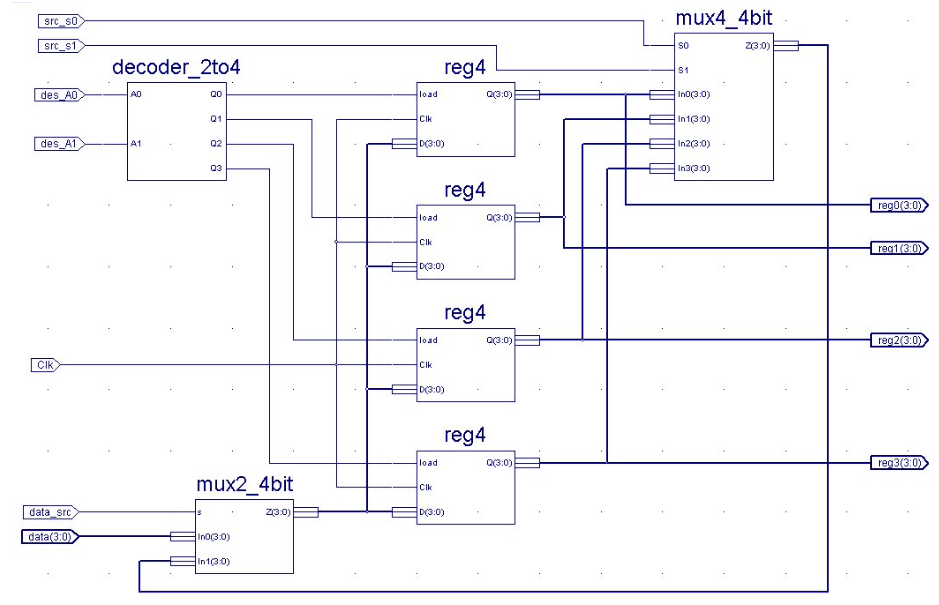 src_s0
src_s1
mux4_4bit
S0
Z(3:0)
S1
In0(3:0)
In1(3:0)
In2(3:0)
In3(3:0)
decoder_2to4
des_A0
A0
Q0
Q1
des_A1
A1
Q2
Q3
reg4
load
Q(3:0)
Clk
D(3:0)
reg4
load
Q(3:0)
Clk
D(3:0)
reg4
load
Q(3:0)
Clk
D(3:0)
reg4
load
Q(3:0)
Clk
D(3:0)
reg0(3:0)
reg1(3:0)
reg2(3:0)
reg3(3:0)
Clk
mux2_4bit
data_src
s
Z(3:0)
data(3:0)
In0(3:0)
In1(3:0)